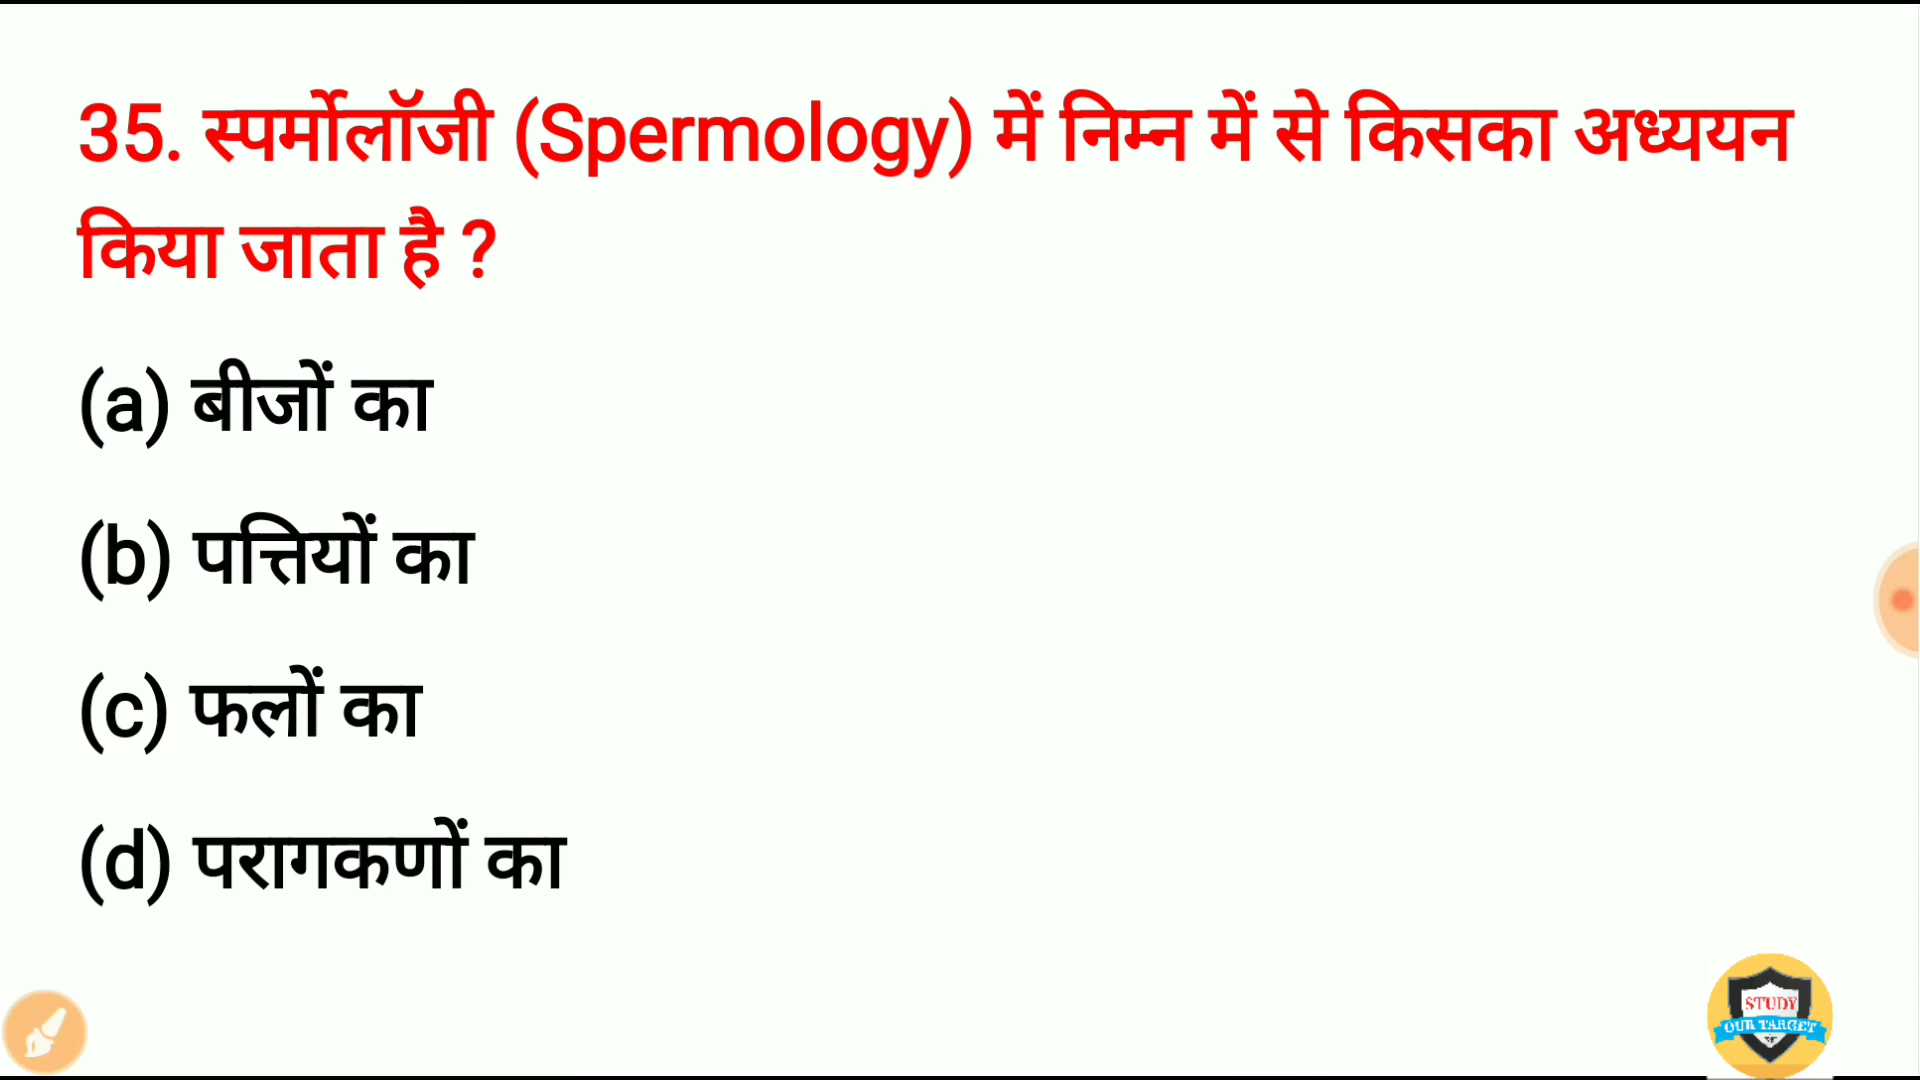 35. स्पर्मोलॉजी (Spermology) में निम्न में से किसका अध्ययन
किया जाता है ?
(a) बीजों का
(b) पत्तियों का
(c) फलों का
(d) परागकणों का
STUDY
OUR TARGET